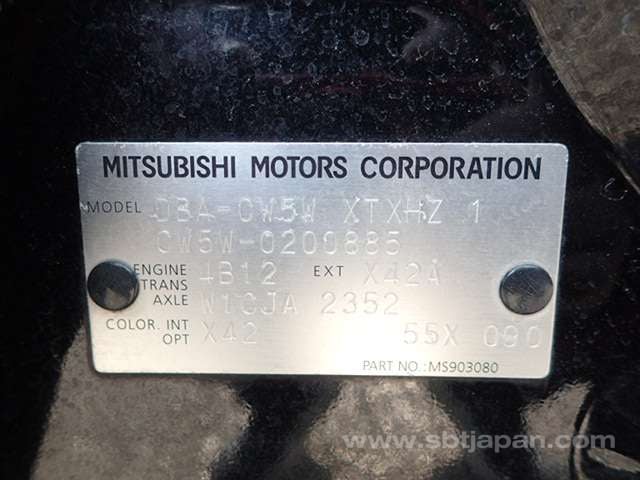 MITSUBISHI MOTORS CORPORATION
MODEL DBA-CW5W XTXHZ 1
CW5W-0200885
ENGINE 4B12 EXT X42A
TRANS
AXLE W1CJA 2352
COLOR. INT
OPT X42 55X 090
PART NO.:MS903080
www.sbtjapan.com